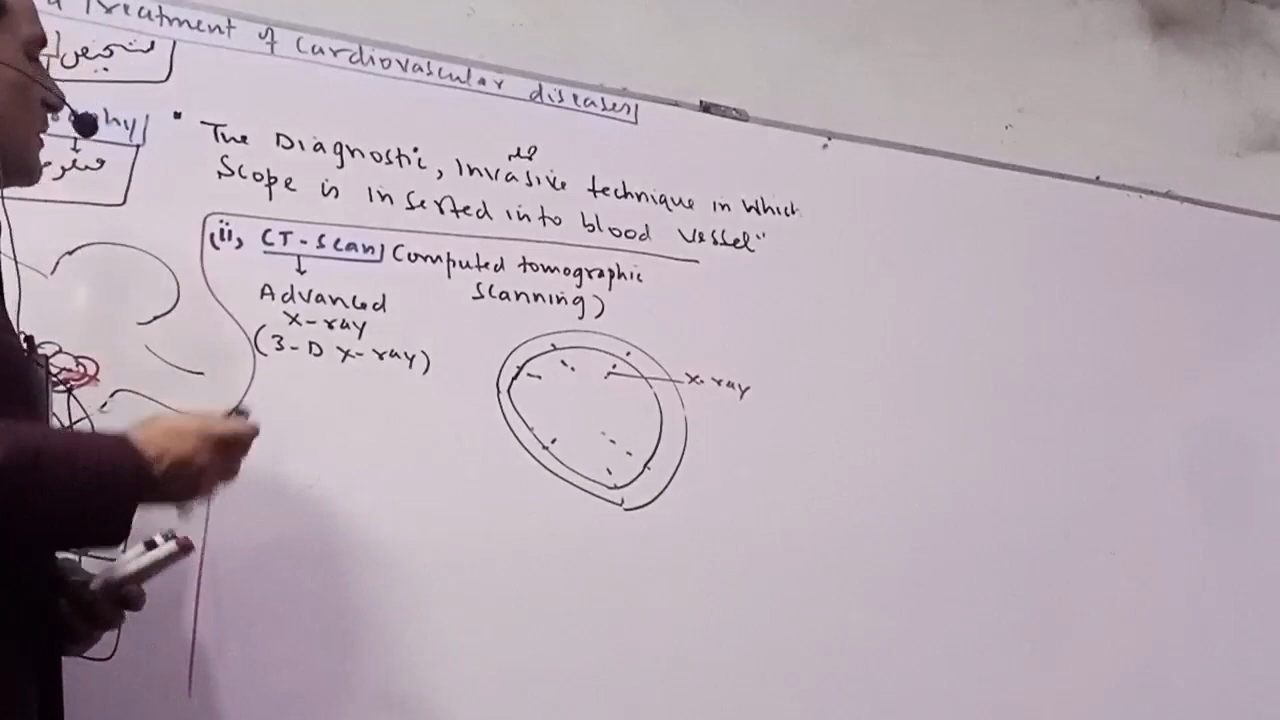 Treatment of Cardiovascular diseases
تشخیص
phy
"The Diagnostic, invasive technique in which
Scope is inserted into blood vessel"
(ii, CT-Scan Computed tomographic
Scanning)
Advanced
X-ray
(3-D X-ray)
X-ray